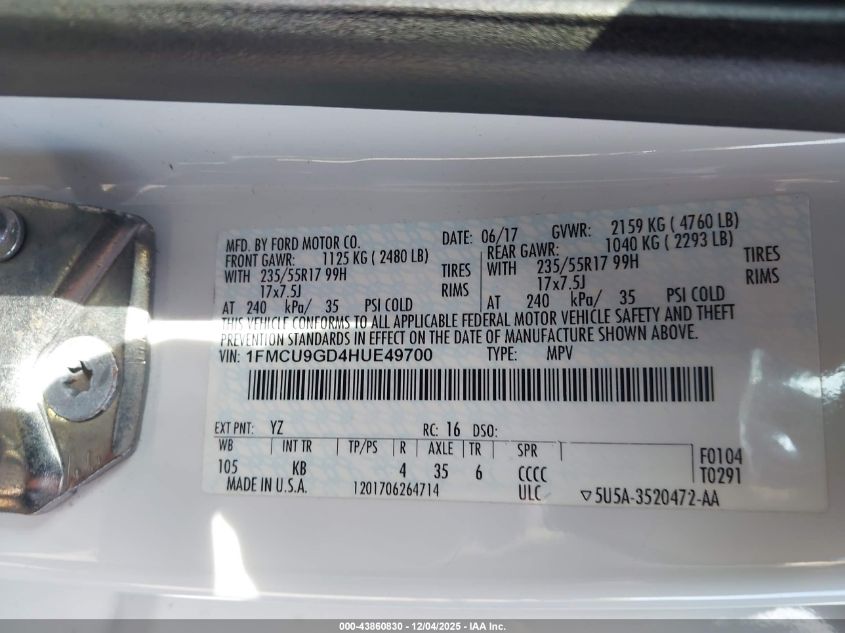 MFD. BY FORD MOTOR CO. DATE: 06/17 GVWR: 2159 KG ( 4760 LB)
FRONT GAWR: 1125 KG ( 2480 LB) REAR GAWR: 1040 KG ( 2293 LB)
WITH 235/55R17 99H TIRES WITH 235/55R17 99H TIRES
17x7.5J RIMS 17x7.5J RIMS
AT 240 kPa/ 35 PSI COLD AT 240 kPa/ 35 PSI COLD
THIS VEHICLE CONFORMS TO ALL APPLICABLE FEDERAL MOTOR VEHICLE SAFETY AND THEFT
PREVENTION STANDARDS IN EFFECT ON THE DATE OF MANUFACTURE SHOWN ABOVE.
VIN: 1FMCU9GD4HUE49700 TYPE: MPV
EXT PNT: YZ RC: 16 DSO:
WB INT TR TP/PS R AXLE TR SPR F0104
105 KB 4 35 6 CCCC T0291
MADE IN U.S.A. 1201706264714 ULC ▽5U5A-3520472-AA
000-43860830 - 12/04/2025 - IAA Inc.